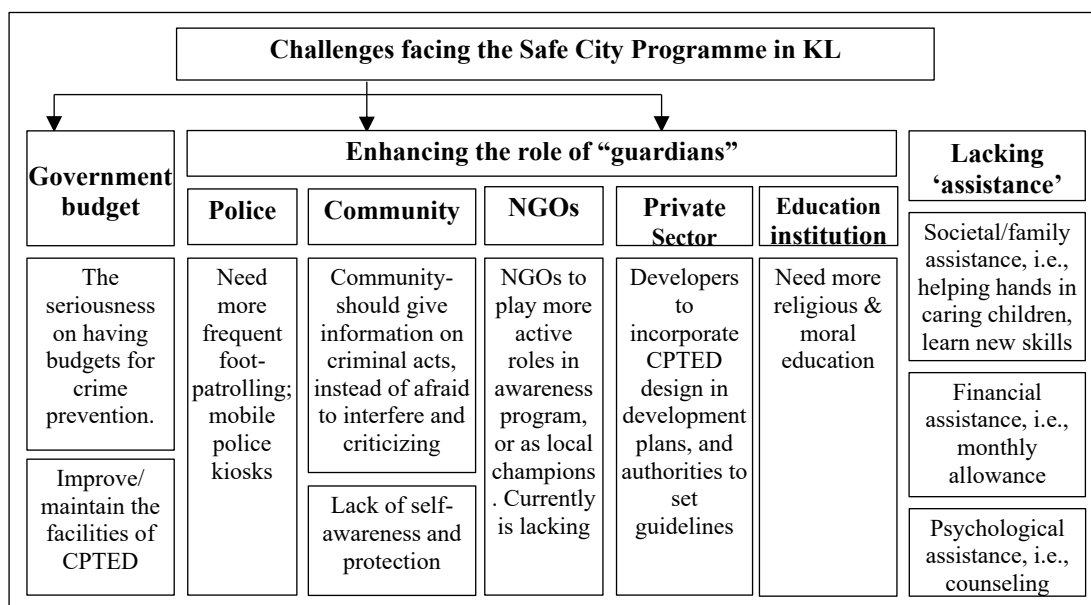 Challenges facing the Safe City Programme in KL
Government
budget
The
seriousness
on having
budgets for
crime
prevention.
Improve/
maintain the
facilities of
CPTED
Enhancing the role of “guardians”
Police
Need
more
frequent
foot-
patrolling;
mobile
police
kiosks
Community
Community-
should give
information on
criminal acts,
instead of afraid
to interfere and
criticizing
Lack of self-
awareness and
protection
NGOs
NGOs to
play more
active
roles in
awareness
program,
or as local
champions
. Currently
is lacking
Private
Sector
Developers
to
incorporate
CPTED
design in
development
plans, and
authorities to
set
guidelines
Education
institution
Need more
religious &
moral
education
Lacking
‘assistance’
Societal/family
assistance, i.e.,
helping hands in
caring children,
learn new skills
Financial
assistance, i.e.,
monthly
allowance
Psychological
assistance, i.e.,
counseling